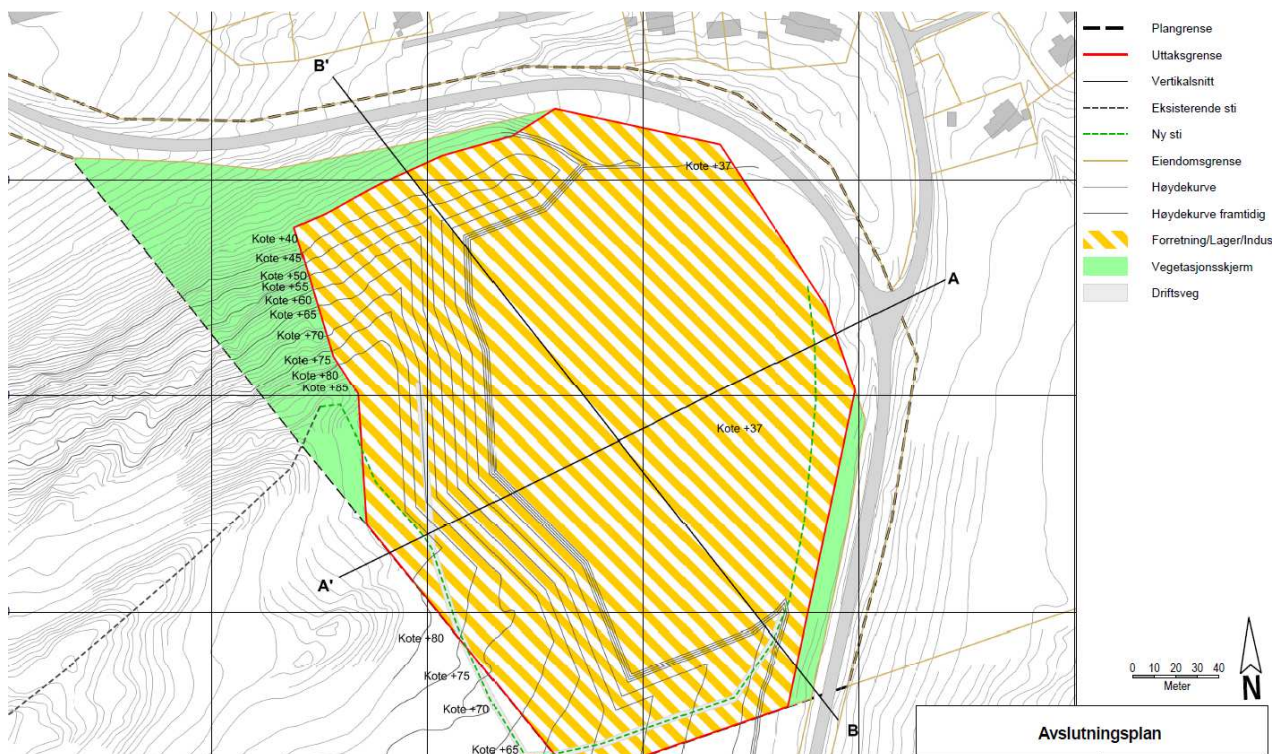 B'
Kote +37
Kote +40
Kote +45
Kote +50
Kote +55
Kote +60
Kote +65
Kote +70
Kote +75
Kote +80
Kote +85
A
Kote +37
A'
Kote +80
Kote +75
Kote +70
Kote +65
B
Plangrense
Uttaksgrense
Vertikalsnitt
Eksisterende sti
Ny sti
Eiendomsgrense
Høydekurve
Høydekurve framtidig
Forretning/Lager/Indus
Vegetasjonsskjerm
Driftsveg
0 10 20 30 40
Meter
N
Avslutningsplan